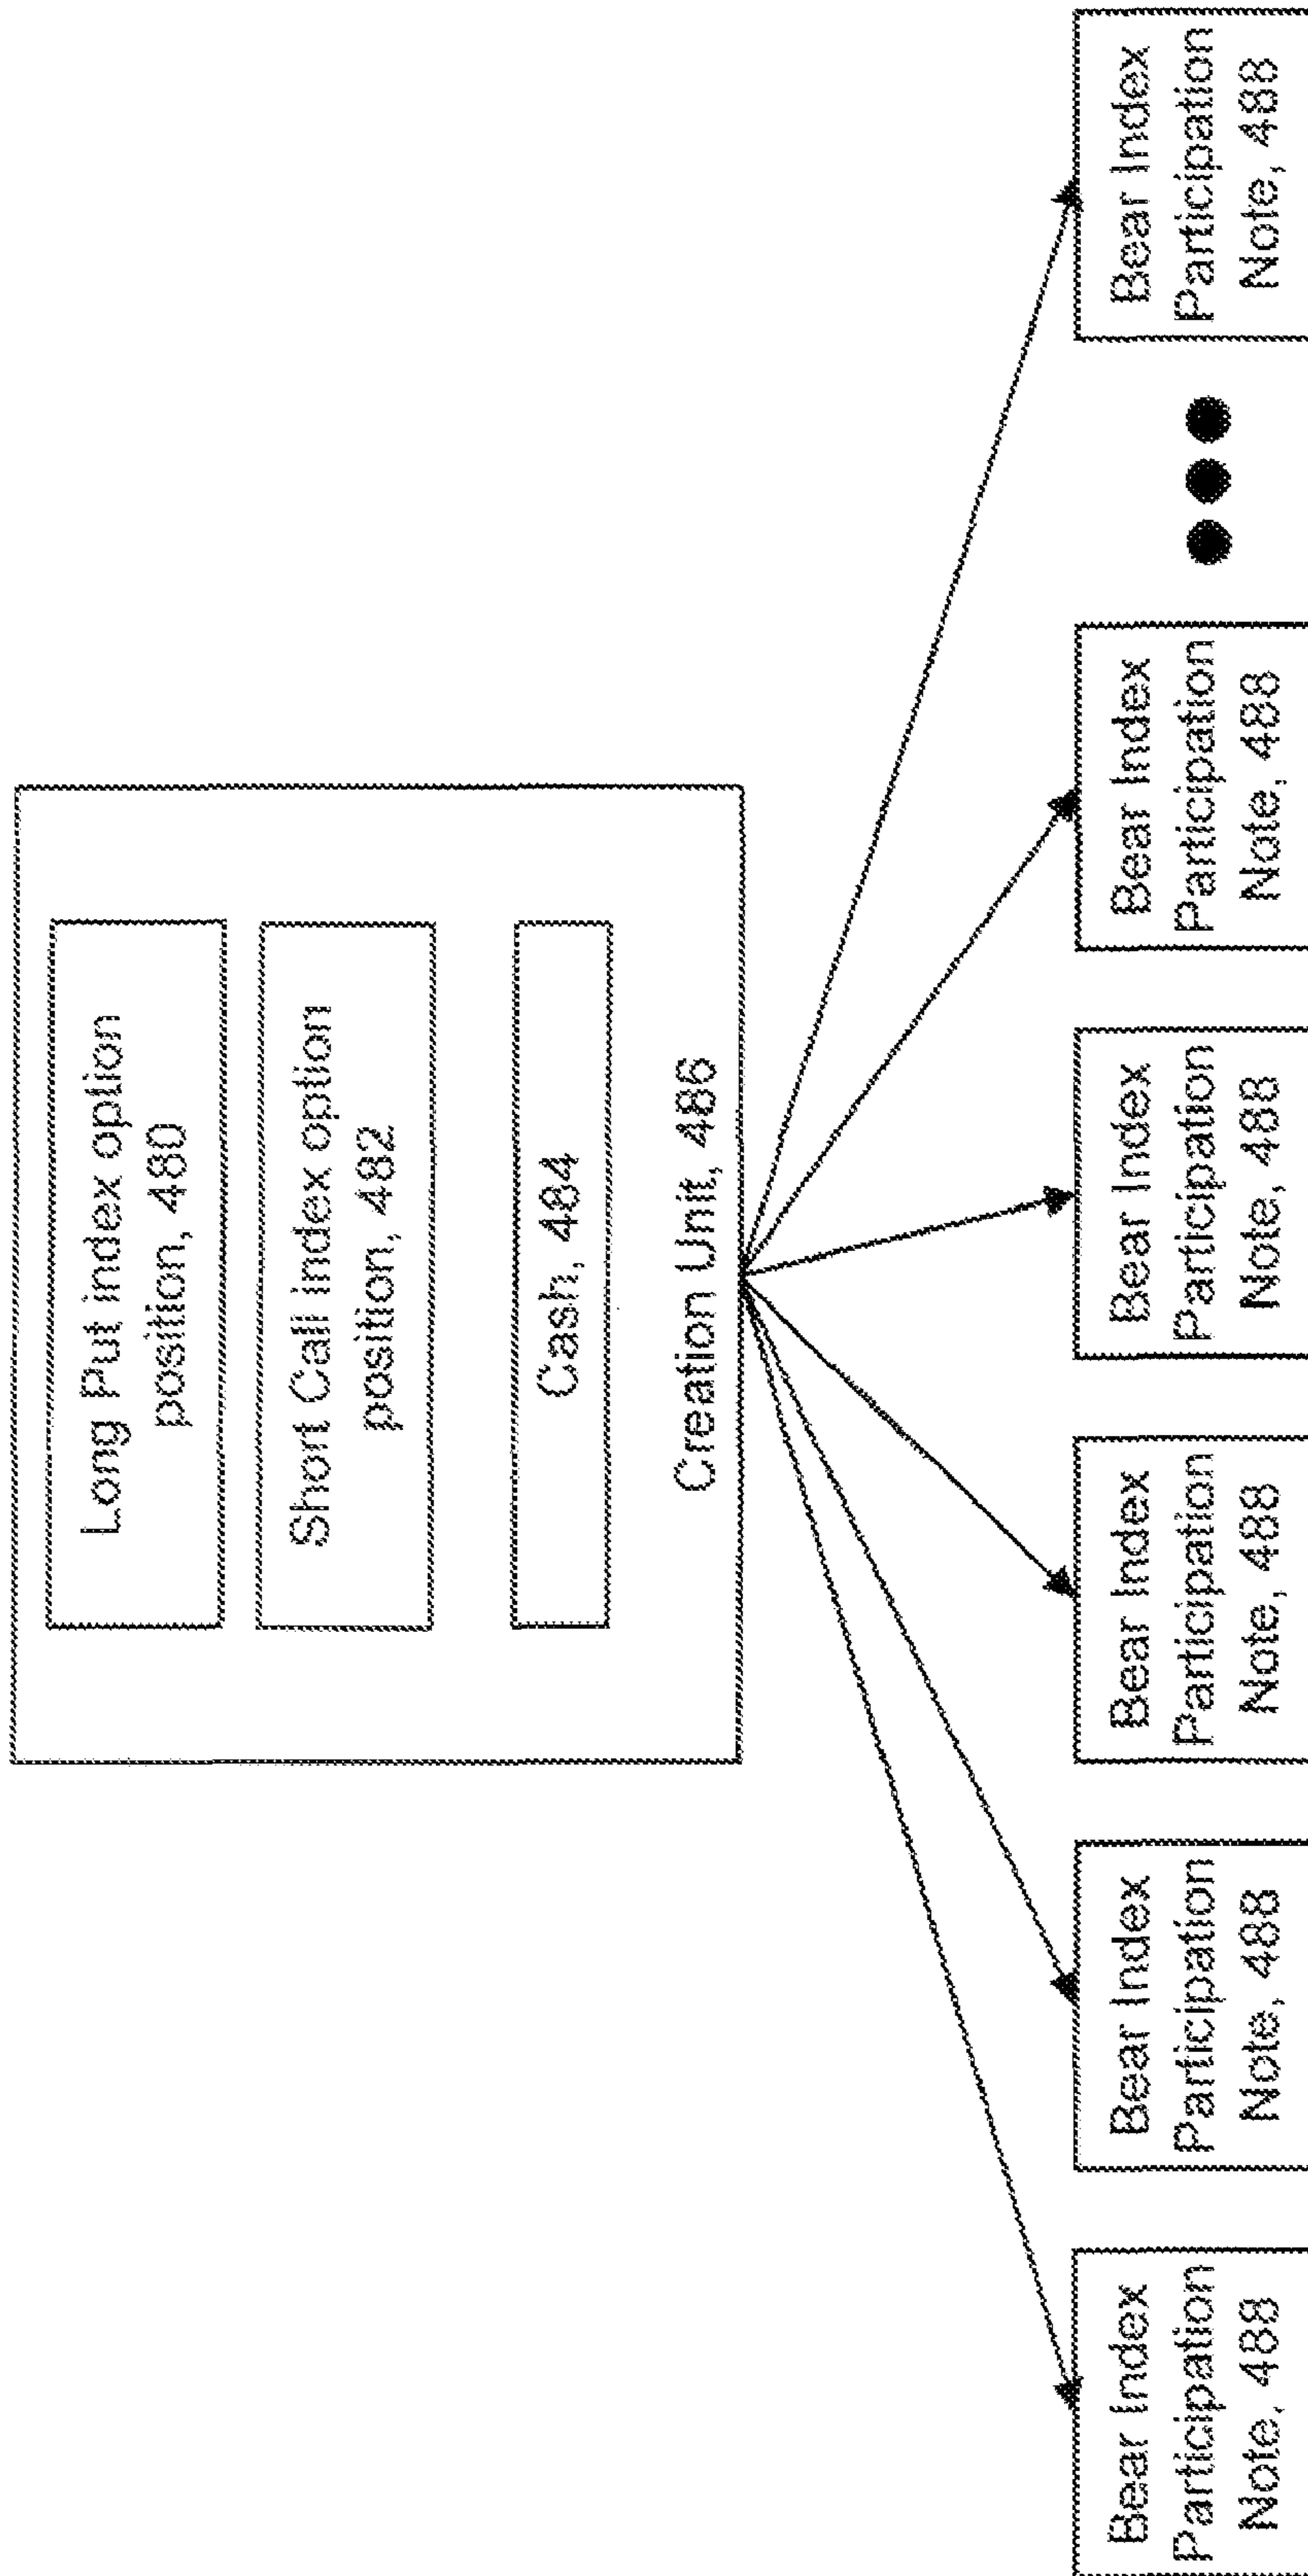 Long Put index option
position, 480
Short Call index option
position, 482
Cash, 484
Creation Unit, 486
Bear Index
Participation
Note, 488
Bear Index
Participation
Note, 488
Bear Index
Participation
Note, 488
Bear Index
Participation
Note, 488
Bear Index
Participation
Note, 488
Bear Index
Participation
Note, 488